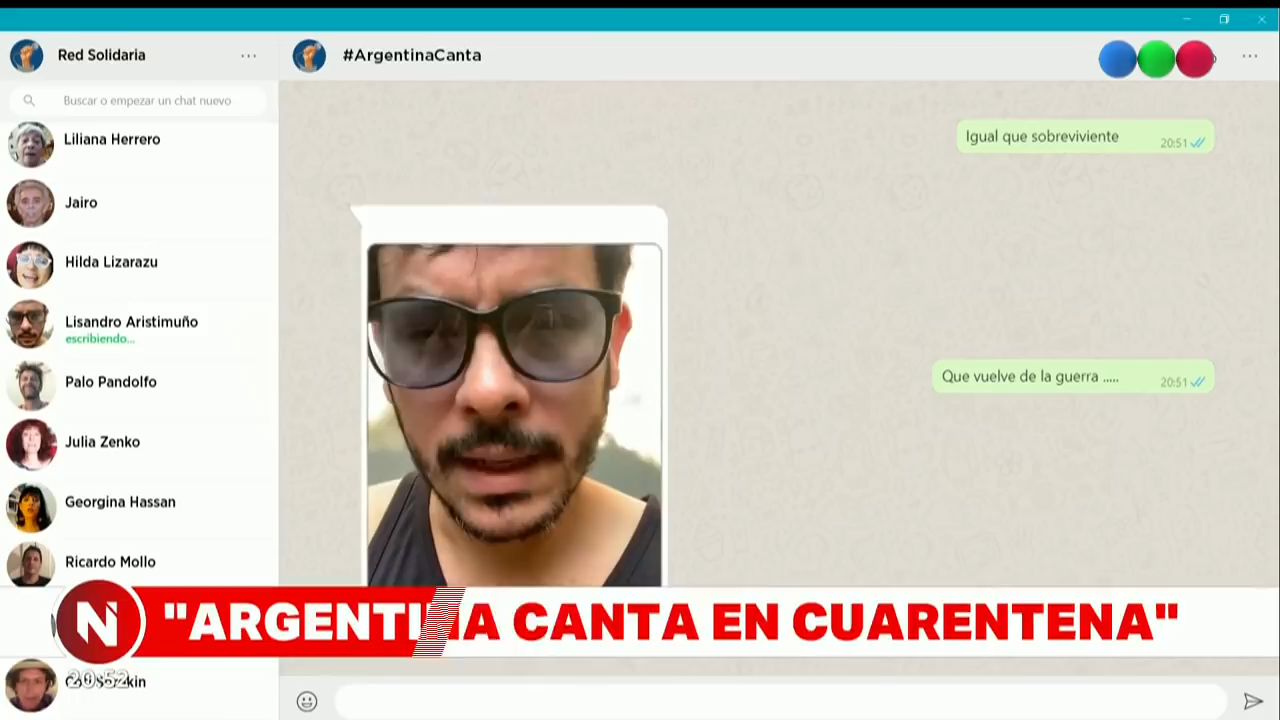 Red Solidaria
#ArgentinaCanta
Buscar o empezar un chat nuevo
Liliana Herrero
Jairo
Hilda Lizarazu
Lisandro Aristimuño
escribiendo...
Palo Pandolfo
Julia Zenko
Georgina Hassan
Ricardo Mollo
Igual que sobreviviente
20:51
Que vuelve de la guerra .....
20:51
N
"ARGENTINA CANTA EN CUARENTENA"
20:52